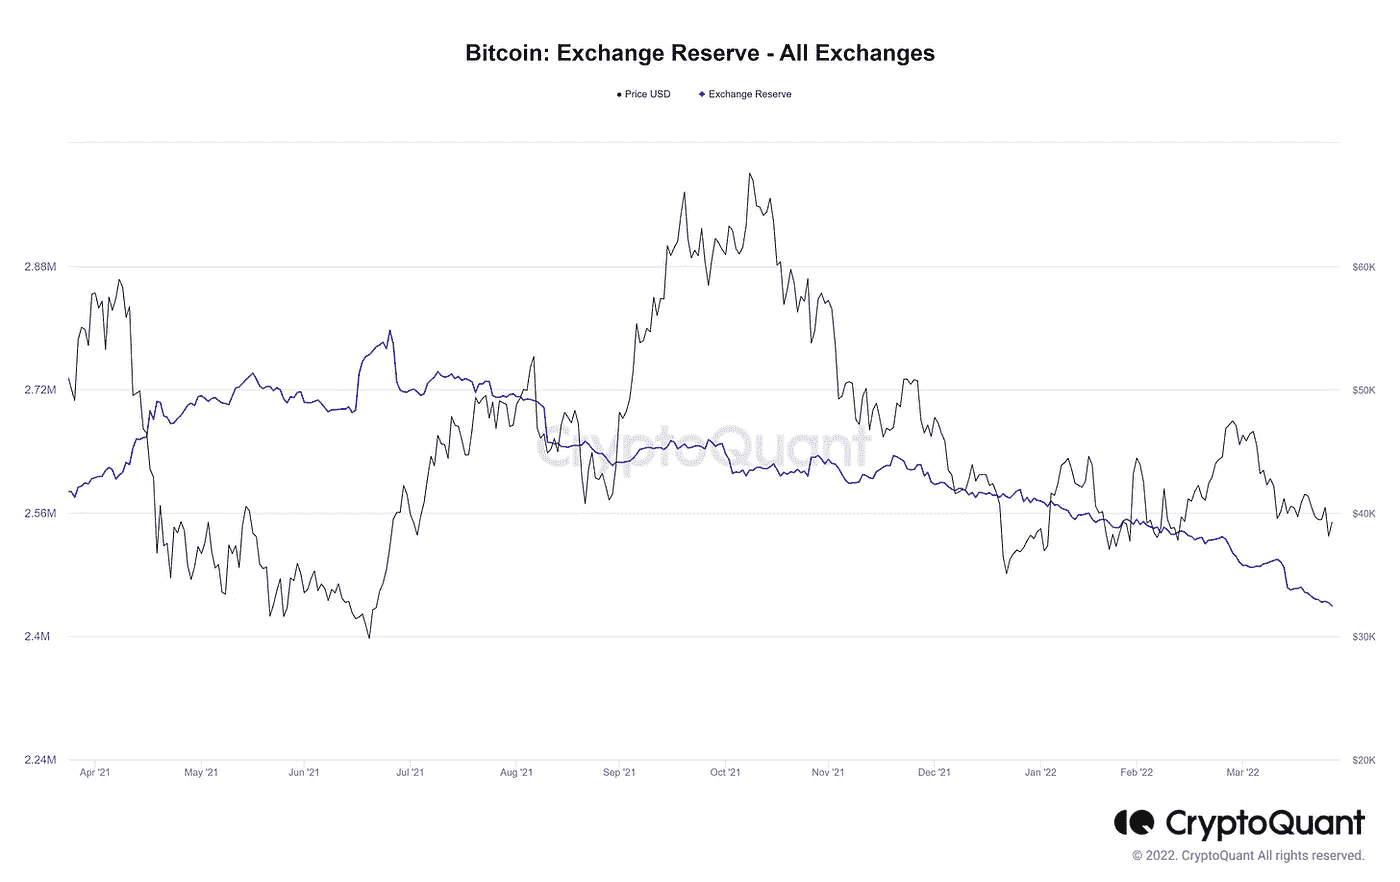 Bitcoin: Exchange Reserve - All Exchanges
Price USD Exchange Reserve
2.88M $60K
2.72M $50K
CryptoQuant
2.56M $40K
2.4M $30K
2.24M $20K
Apr '21 May '21 Jun '21 Jul '21 Aug '21 Sep '21 Oct '21 Nov '21 Dec '21 Jan '22 Feb '22 Mar '22
CryptoQuant
© 2022. CryptoQuant All rights reserved.